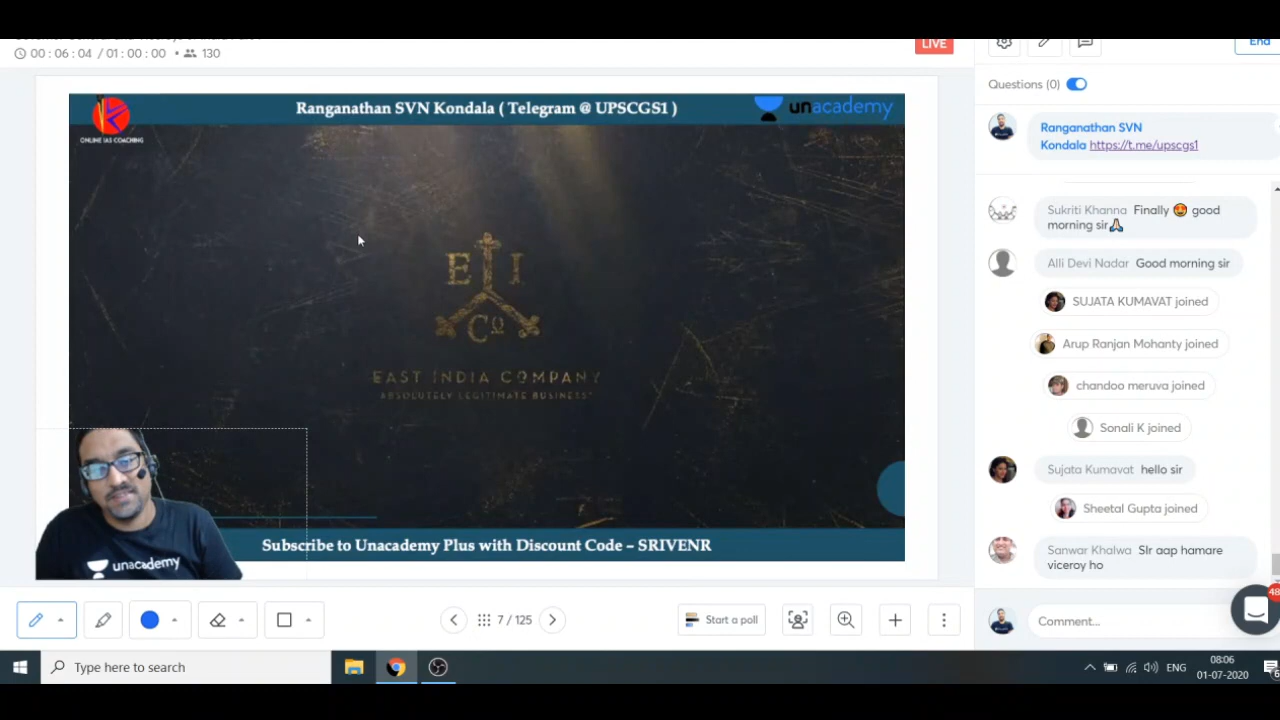 00 : 06 : 04 / 01 : 00 : 00 • 130
LIVE
End
Ranganathan SVN Kondala ( Telegram @ UPSCGS1 )
unacademy
ONLINE IAS COACHING
E I
Co
EAST INDIA COMPANY
ABSOLUTELY LEGITIMATE BUSINESS
unacademy
Subscribe to Unacademy Plus with Discount Code – SRIVENR
7 / 125
Start a poll
Questions (0)
Ranganathan SVN
Kondala https://t.me/upscgs1
Sukriti Khanna Finally 🤩 good
morning sir🙏🏻
Alli Devi Nadar Good morning sir
SUJATA KUMAVAT joined
Arup Ranjan Mohanty joined
chandoo meruva joined
Sonali K joined
Sujata Kumavat hello sir
Sheetal Gupta joined
Sanwar Khalwa SIr aap hamare
viceroy ho
48
Comment...
Type here to search
ENG
08:06
01-07-2020
6